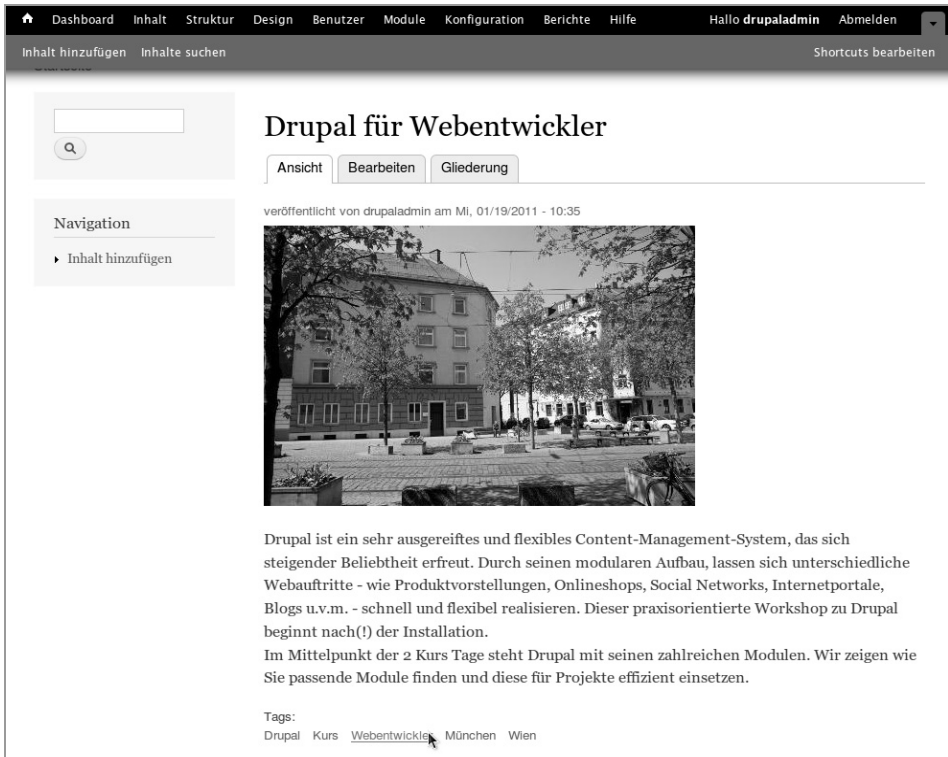 Dashboard Inhalt Struktur Design Benutzer Module Konfiguration Berichte Hilfe Hallo drupaladmin Abmelden
Inhalt hinzufügen Inhalte suchen Shortcuts bearbeiten
Drupal für Webentwickler
Ansicht Bearbeiten Gliederung
Navigation
Inhalt hinzufügen
veröffentlicht von drupaladmin am Mi, 01/19/2011 - 10:35
Drupal ist ein sehr ausgereiftes und flexibles Content-Management-System, das sich
steigender Beliebtheit erfreut. Durch seinen modularen Aufbau, lassen sich unterschiedliche
Webauftritte - wie Produktvorstellungen, Onlineshops, Social Networks, Internetportale,
Blogs u.v.m. - schnell und flexibel realisieren. Dieser praxisorientierte Workshop zu Drupal
beginnt nach(!) der Installation.
Im Mittelpunkt der 2 Kurs Tage steht Drupal mit seinen zahlreichen Modulen. Wir zeigen wie
Sie passende Module finden und diese für Projekte effizient einsetzen.
Tags:
Drupal Kurs Webentwickler München Wien